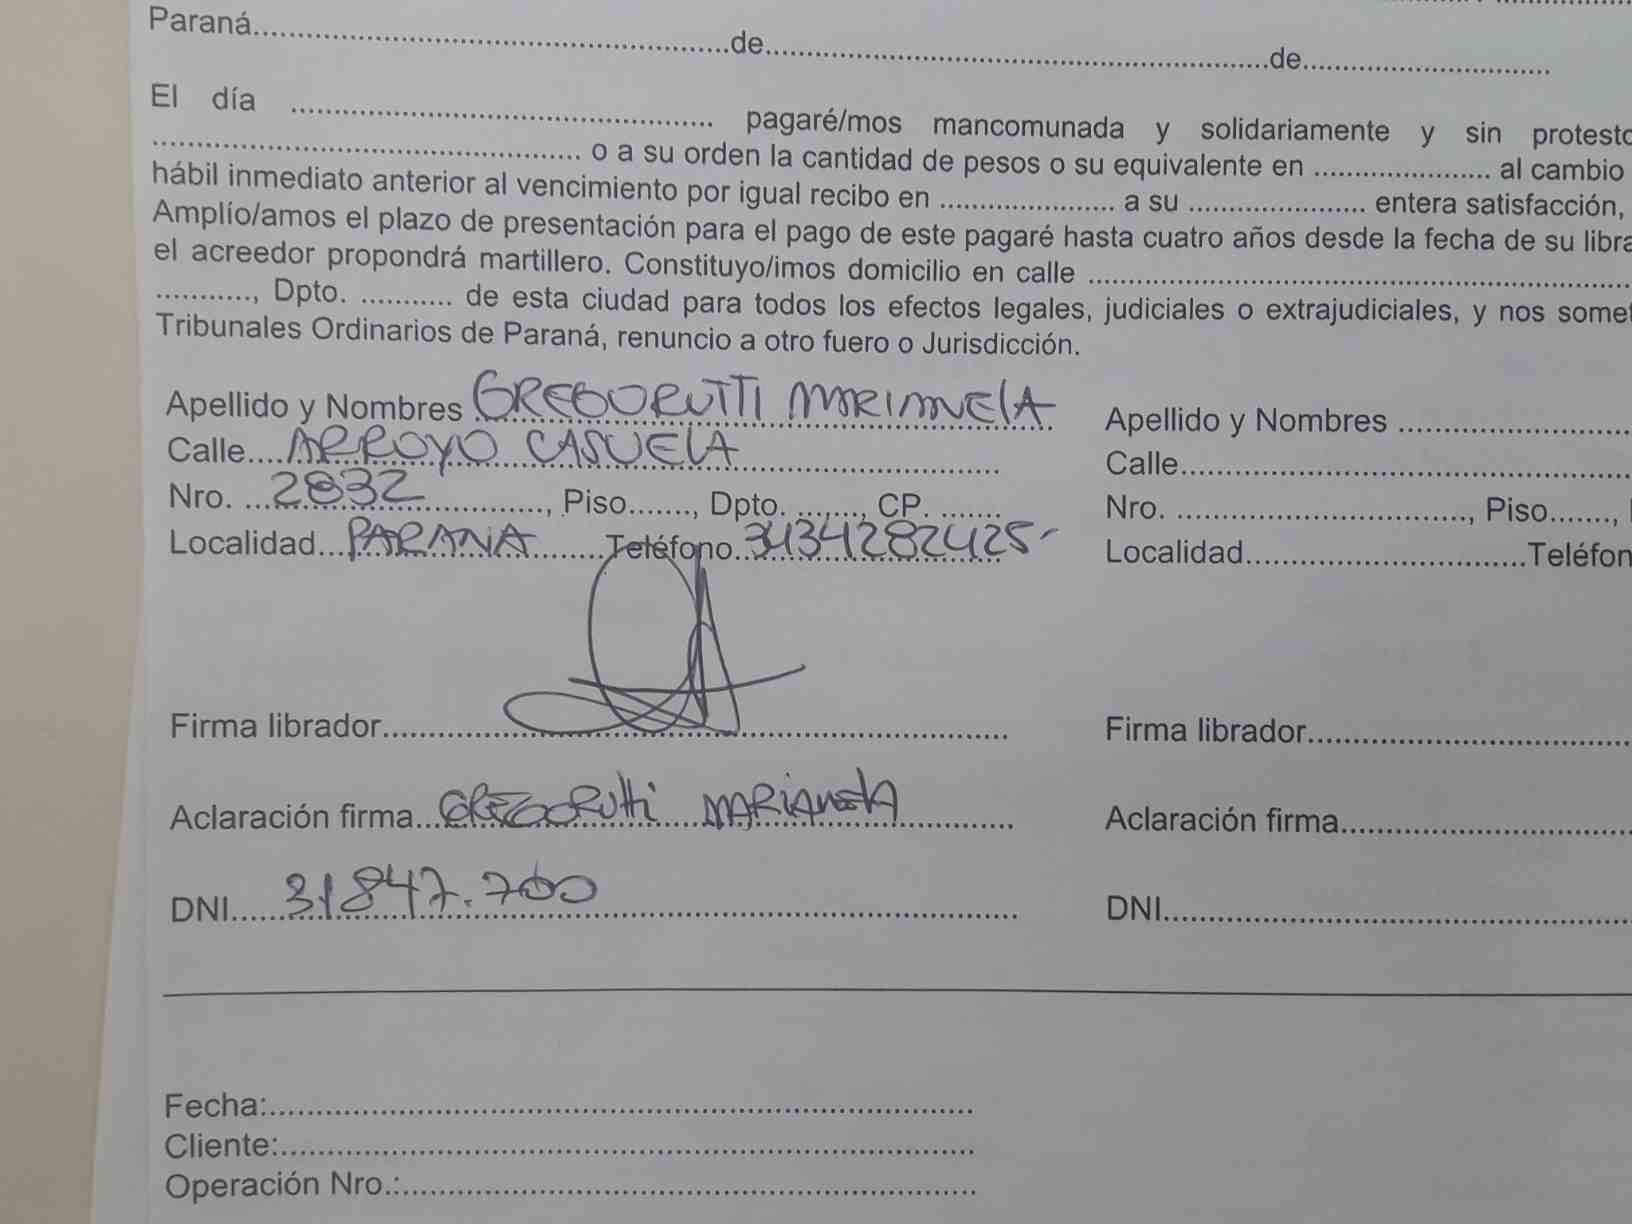 Paraná..............................de..............................de..............................
El día .............................. pagaré/mos mancomunada y solidariamente y sin protesto
.............................. o a su orden la cantidad de pesos o su equivalente en .................... al cambio
hábil inmediato anterior al vencimiento por igual recibo en .................... a su .................... entera satisfacción,
Amplío/amos el plazo de presentación para el pago de este pagaré hasta cuatro años desde la fecha de su libra
el acreedor propondrá martillero. Constituyo/imos domicilio en calle ..............................
..........., Dpto. ........... de esta ciudad para todos los efectos legales, judiciales o extrajudiciales, y nos somet
Tribunales Ordinarios de Paraná, renuncio a otro fuero o Jurisdicción.
Apellido y Nombres GREGORUTTI MARIANELA Apellido y Nombres ....................
Calle.... ARROYO CASUELA .................... Calle..............................
Nro. ...2832..............., Piso......., Dpto. ......., CP. ....... Nro. .............................., Piso.......,
Localidad...PARANA........Teléfono..3434282425- Localidad..............................Teléfon
Firma librador.............................. Firma librador..............................
Aclaración firma...GREGORUTTI MARIANELA.......... Aclaración firma..............................
DNI......31847.700.............................. DNI..............................
Fecha:..............................
Cliente:..............................
Operación Nro.:..............................